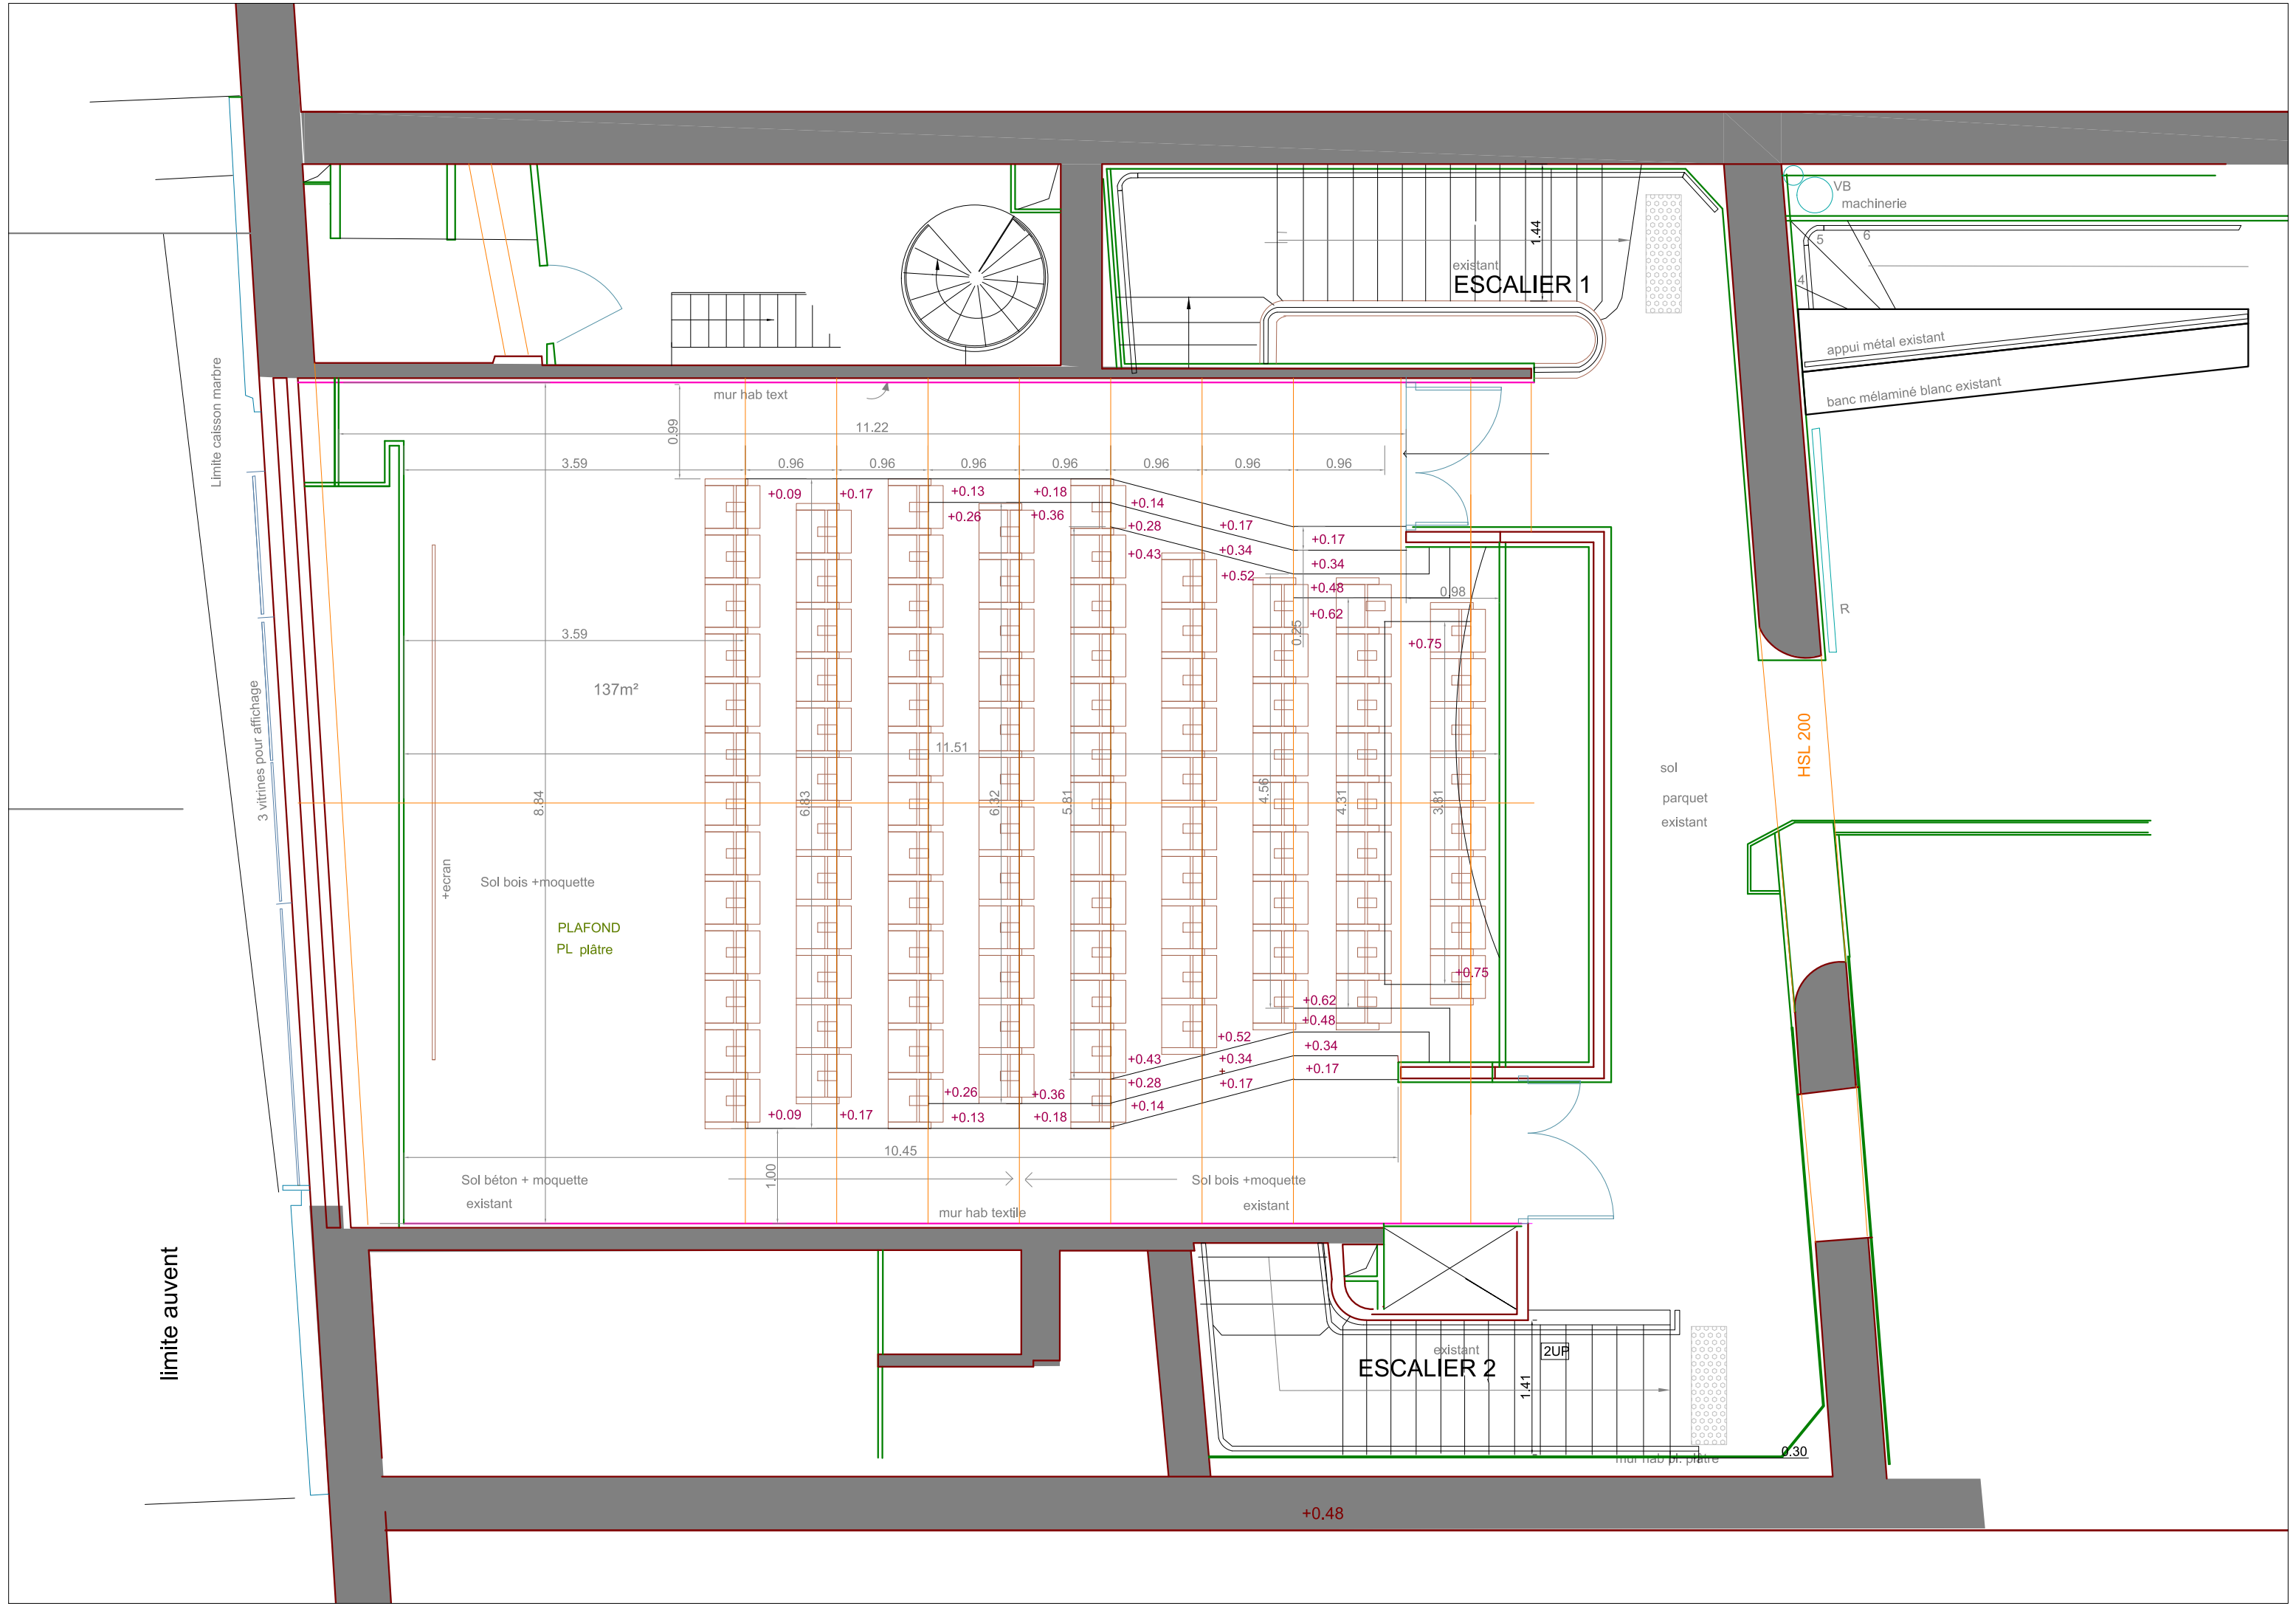 VB
machinerie
5
6
4
1.44
existant
ESCALIER 1
appui métal existant
banc mélaminé blanc existant
Limite caisson marbre
mur hab text
0.99
11.22
3.59
0.96
0.96
0.96
0.96
0.96
0.96
0.96
+0.09
+0.17
+0.13
+0.18
+0.14
+0.26
+0.36
+0.28
+0.17
+0.17
+0.43
+0.34
+0.34
+0.52
+0.48
0.98
+0.62
R
3.59
0.25
+0.75
137m²
3 vitrines pour affichage
HSL 200
11.51
sol
parquet
existant
8.84
6.83
6.32
5.81
4.56
4.31
3.81
+ecran
Sol bois +moquette
PLAFOND
PL plâtre
+0.75
+0.62
+0.48
+0.52
+0.34
+0.43
+0.34
+
+0.17
+0.26
+0.36
+0.28
+0.17
+0.09
+0.17
+0.13
+0.18
+0.14
10.45
1.00
Sol béton + moquette
existant
Sol bois +moquette
existant
mur hab textile
limite auvent
existant
2UP
ESCALIER 2
1.41
0.30
mur hab pl. plâtre
+0.48